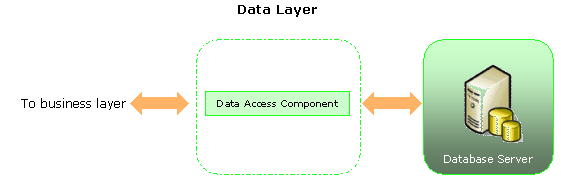 Data Layer
To business layer
Data Access Component
Database Server